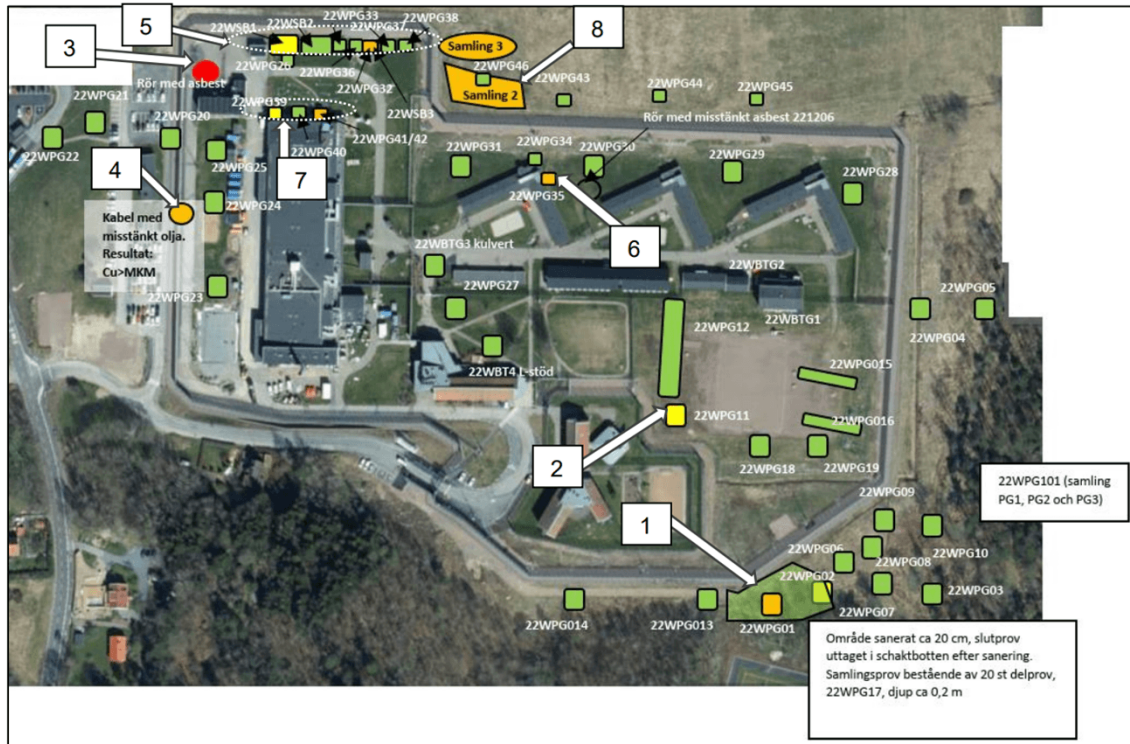 22WPG33
22WPG38
22WSB2
22WPG37
22WSB1
5
8
Samling 3
3
22WPG26
22WPG46
22WPG36
22WPG43
22WPG44
22WPG45
Rör med asbest
22WPG32
Samling 2
22WPG21
22WPG39
22WSB3
Rör med misstänkt asbest 221206
22WPG20
22WPG41/42
22WPG34
22WPG22
22WPG40
22WPG31
22WPG30
22WPG29
4
22WPG25
7
22WPG28
22WPG35
22WPG24
Kabel med
misstänkt olja.
Resultat:
Cu>MKM
6
22WBTG3 kulvert
22WBTG2
22WPG23
22WPG27
22WPG05
22WBTG1
22WPG12
22WPG04
22WPG015
22WBT4 L-stöd
22WPG11
22WPG016
2
22WPG18
22WPG19
22WPG101 (samling
PG1, PG2 och PG3)
22WPG09
1
22WPG06
22WPG10
22WPG08
22WPG02
22WPG03
22WPG07
22WPG014
22WPG013
22WPG01
Område sanerat ca 20 cm, slutprov
uttaget i schaktbotten efter sanering.
Samlingsprov bestående av 20 st delprov,
22WPG17, djup ca 0,2 m